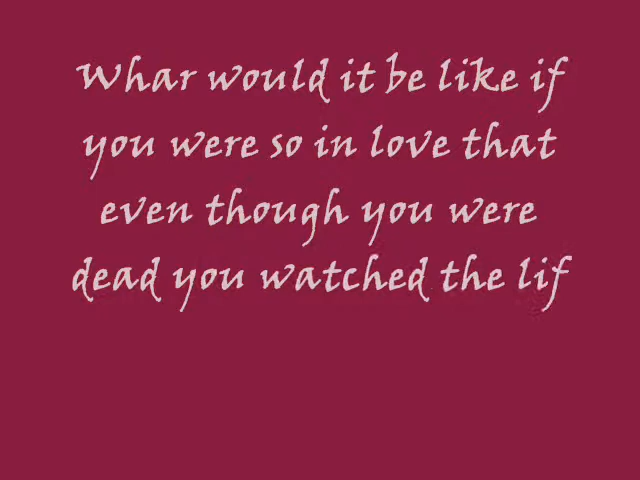 Whar would it be like if
you were so in love that
even though you were
dead you watched the lif